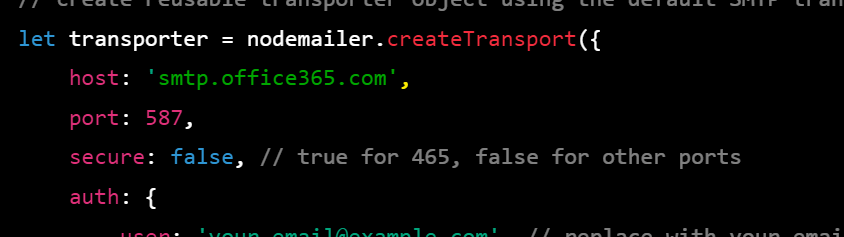 // create reusable transporter object using the default SMTP tran
let transporter = nodemailer.createTransport({
host: 'smtp.office365.com',
port: 587,
secure: false, // true for 465, false for other ports
auth: {
user: 'your.email@example.com', // replace with your emai